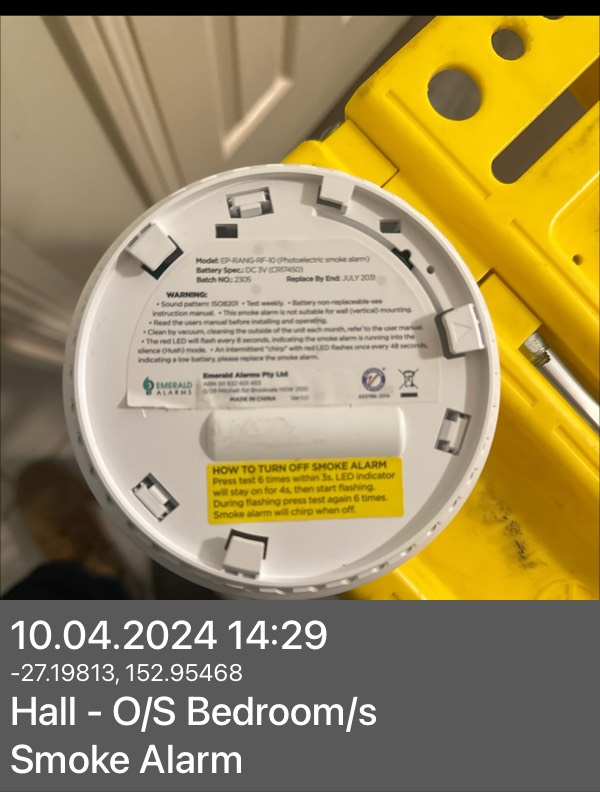 Model: EP-RANG-RF-10 (Photoelectric smoke alarm)
Battery Spec.: DC 3V (CR17450)
Batch NO.: 2305 Replace By End: JULY 2031
WARNING:
• Sound pattern: ISO8201 • Test weekly. • Battery non-replaceable-see
instruction manual. • This smoke alarm is not suitable for wall (vertical) mounting.
• Read the users manual before installing and operating.
• Clean by vacuum, cleaning the outside of the unit each month, refer to the user manual.
• The red LED will flash every 8 seconds, indicating the smoke alarm is running in the
silence (Hush) mode. • An intermittent "chirp" with red LED flashes once every 48 seconds,
indicating a low battery, please replace the smoke alarm.
EMERALD
ALARMS
Emerald Alarms Pty Ltd
MADE IN CHINA
HOW TO TURN OFF SMOKE ALARM
Press test 6 times within 3s. LED indicator
will stay on for 4s, then start flashing.
During flashing press test again 6 times.
Smoke alarm will chirp when off.
10.04.2024 14:29
-27.19813, 152.95468
Hall - O/S Bedroom/s
Smoke Alarm